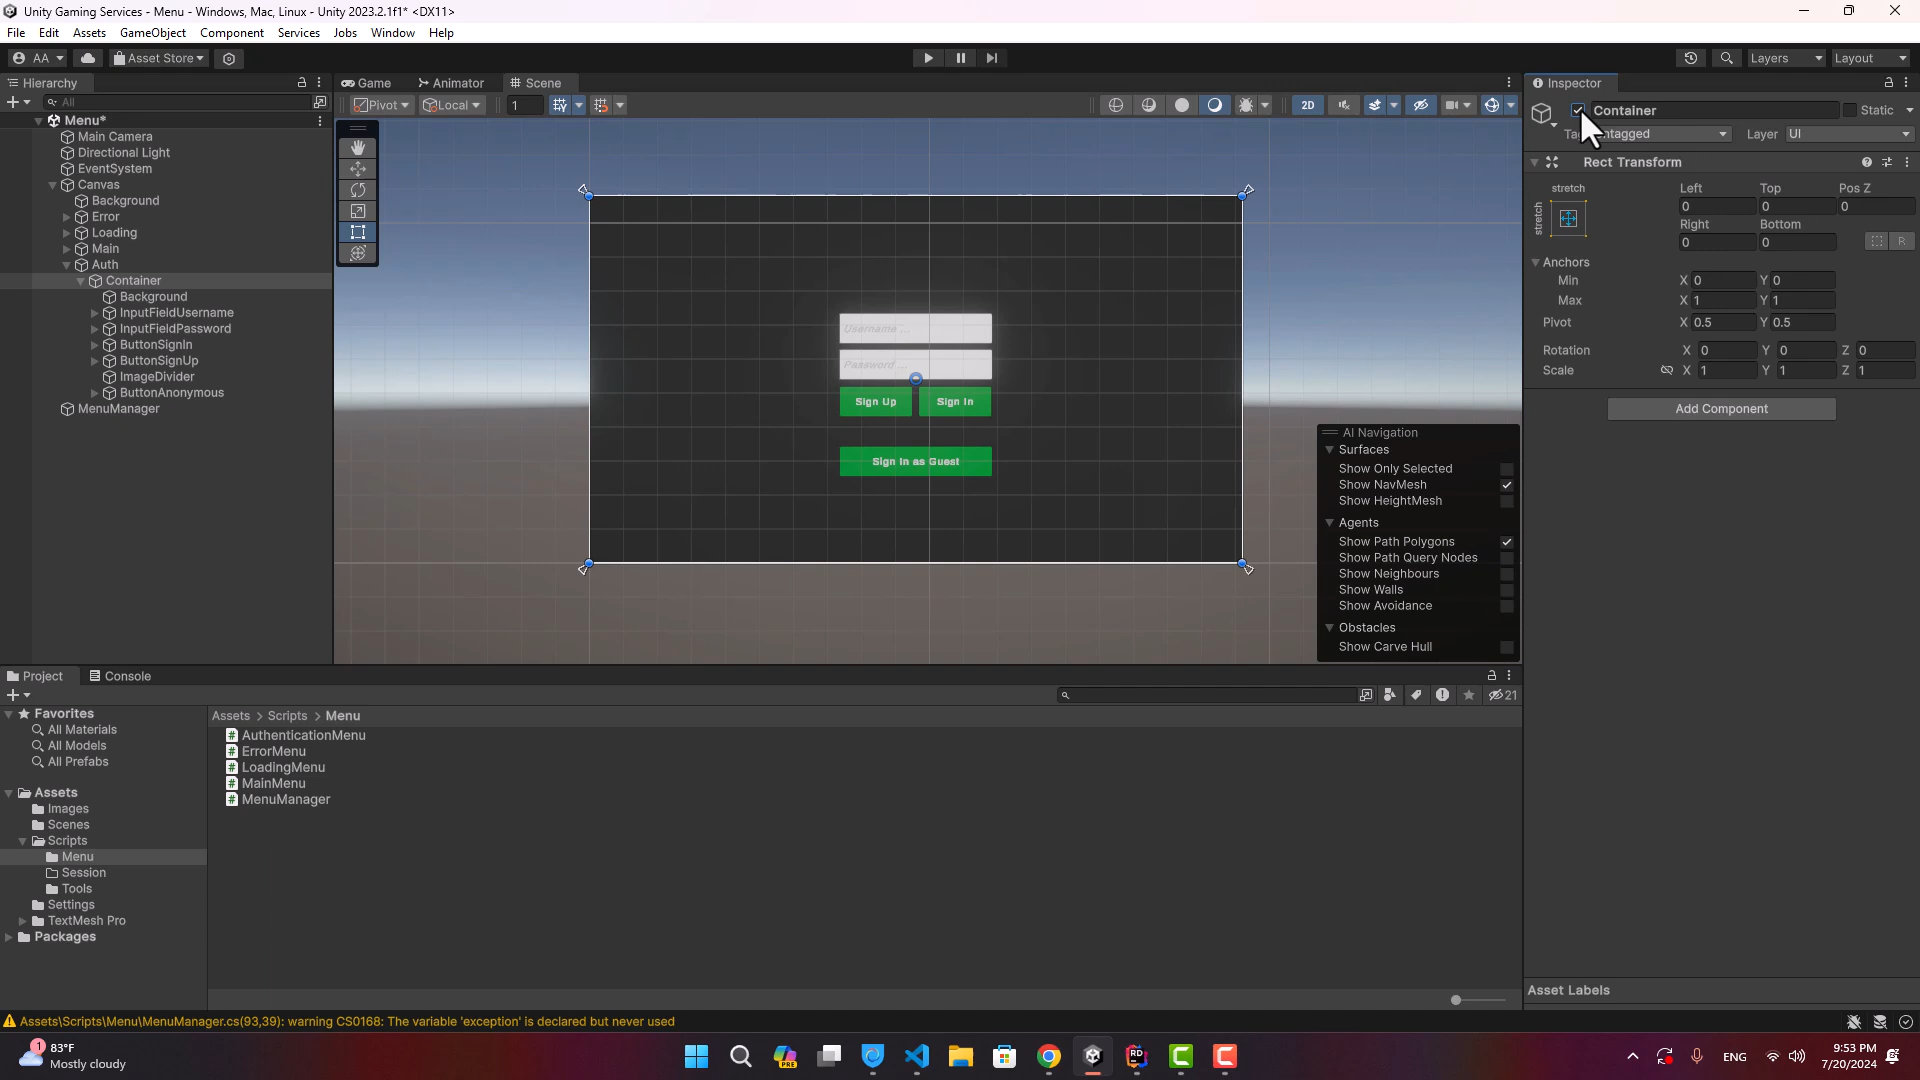 Unity Gaming Services - Menu - Windows, Mac, Linux - Unity 2023.2.1f1* <DX11>
File Edit Assets GameObject Component Services Jobs Window Help
AA Asset Store Layers Layout
Hierarchy
All
Menu*
Main Camera
Directional Light
EventSystem
Canvas
Background
Error
Loading
Main
Auth
Container
Background
InputFieldUsername
InputFieldPassword
ButtonSignIn
ButtonSignUp
ImageDivider
ButtonAnonymous
MenuManager
Game Animator Scene
Pivot Local 1 2D
Username ...
Password ...
Sign Up Sign In
Sign In as Guest
AI Navigation
Surfaces
Show Only Selected
Show NavMesh
Show HeightMesh
Agents
Show Path Polygons
Show Path Query Nodes
Show Neighbours
Show Walls
Show Avoidance
Obstacles
Show Carve Hull
Inspector
Container Static
Layer UI
Rect Transform
stretch Left Top Pos Z
stretch 0 0 0
Right Bottom
0 0 R
Anchors
Min X 0 Y 0
Max X 1 Y 1
Pivot X 0.5 Y 0.5
Rotation X 0 Y 0 Z 0
Scale X 1 Y 1 Z 1
Add Component
Asset Labels
Project Console
21
Favorites
All Materials
All Models
All Prefabs
Assets
Images
Scenes
Scripts
Menu
Session
Tools
Settings
TextMesh Pro
Packages
Assets > Scripts > Menu
AuthenticationMenu
ErrorMenu
LoadingMenu
MainMenu
MenuManager
Assets\Scripts\Menu\MenuManager.cs(93,39): warning CS0168: The variable 'exception' is declared but never used
1
83°F
Mostly cloudy
PRE
RD
ENG
9:53 PM
7/20/2024